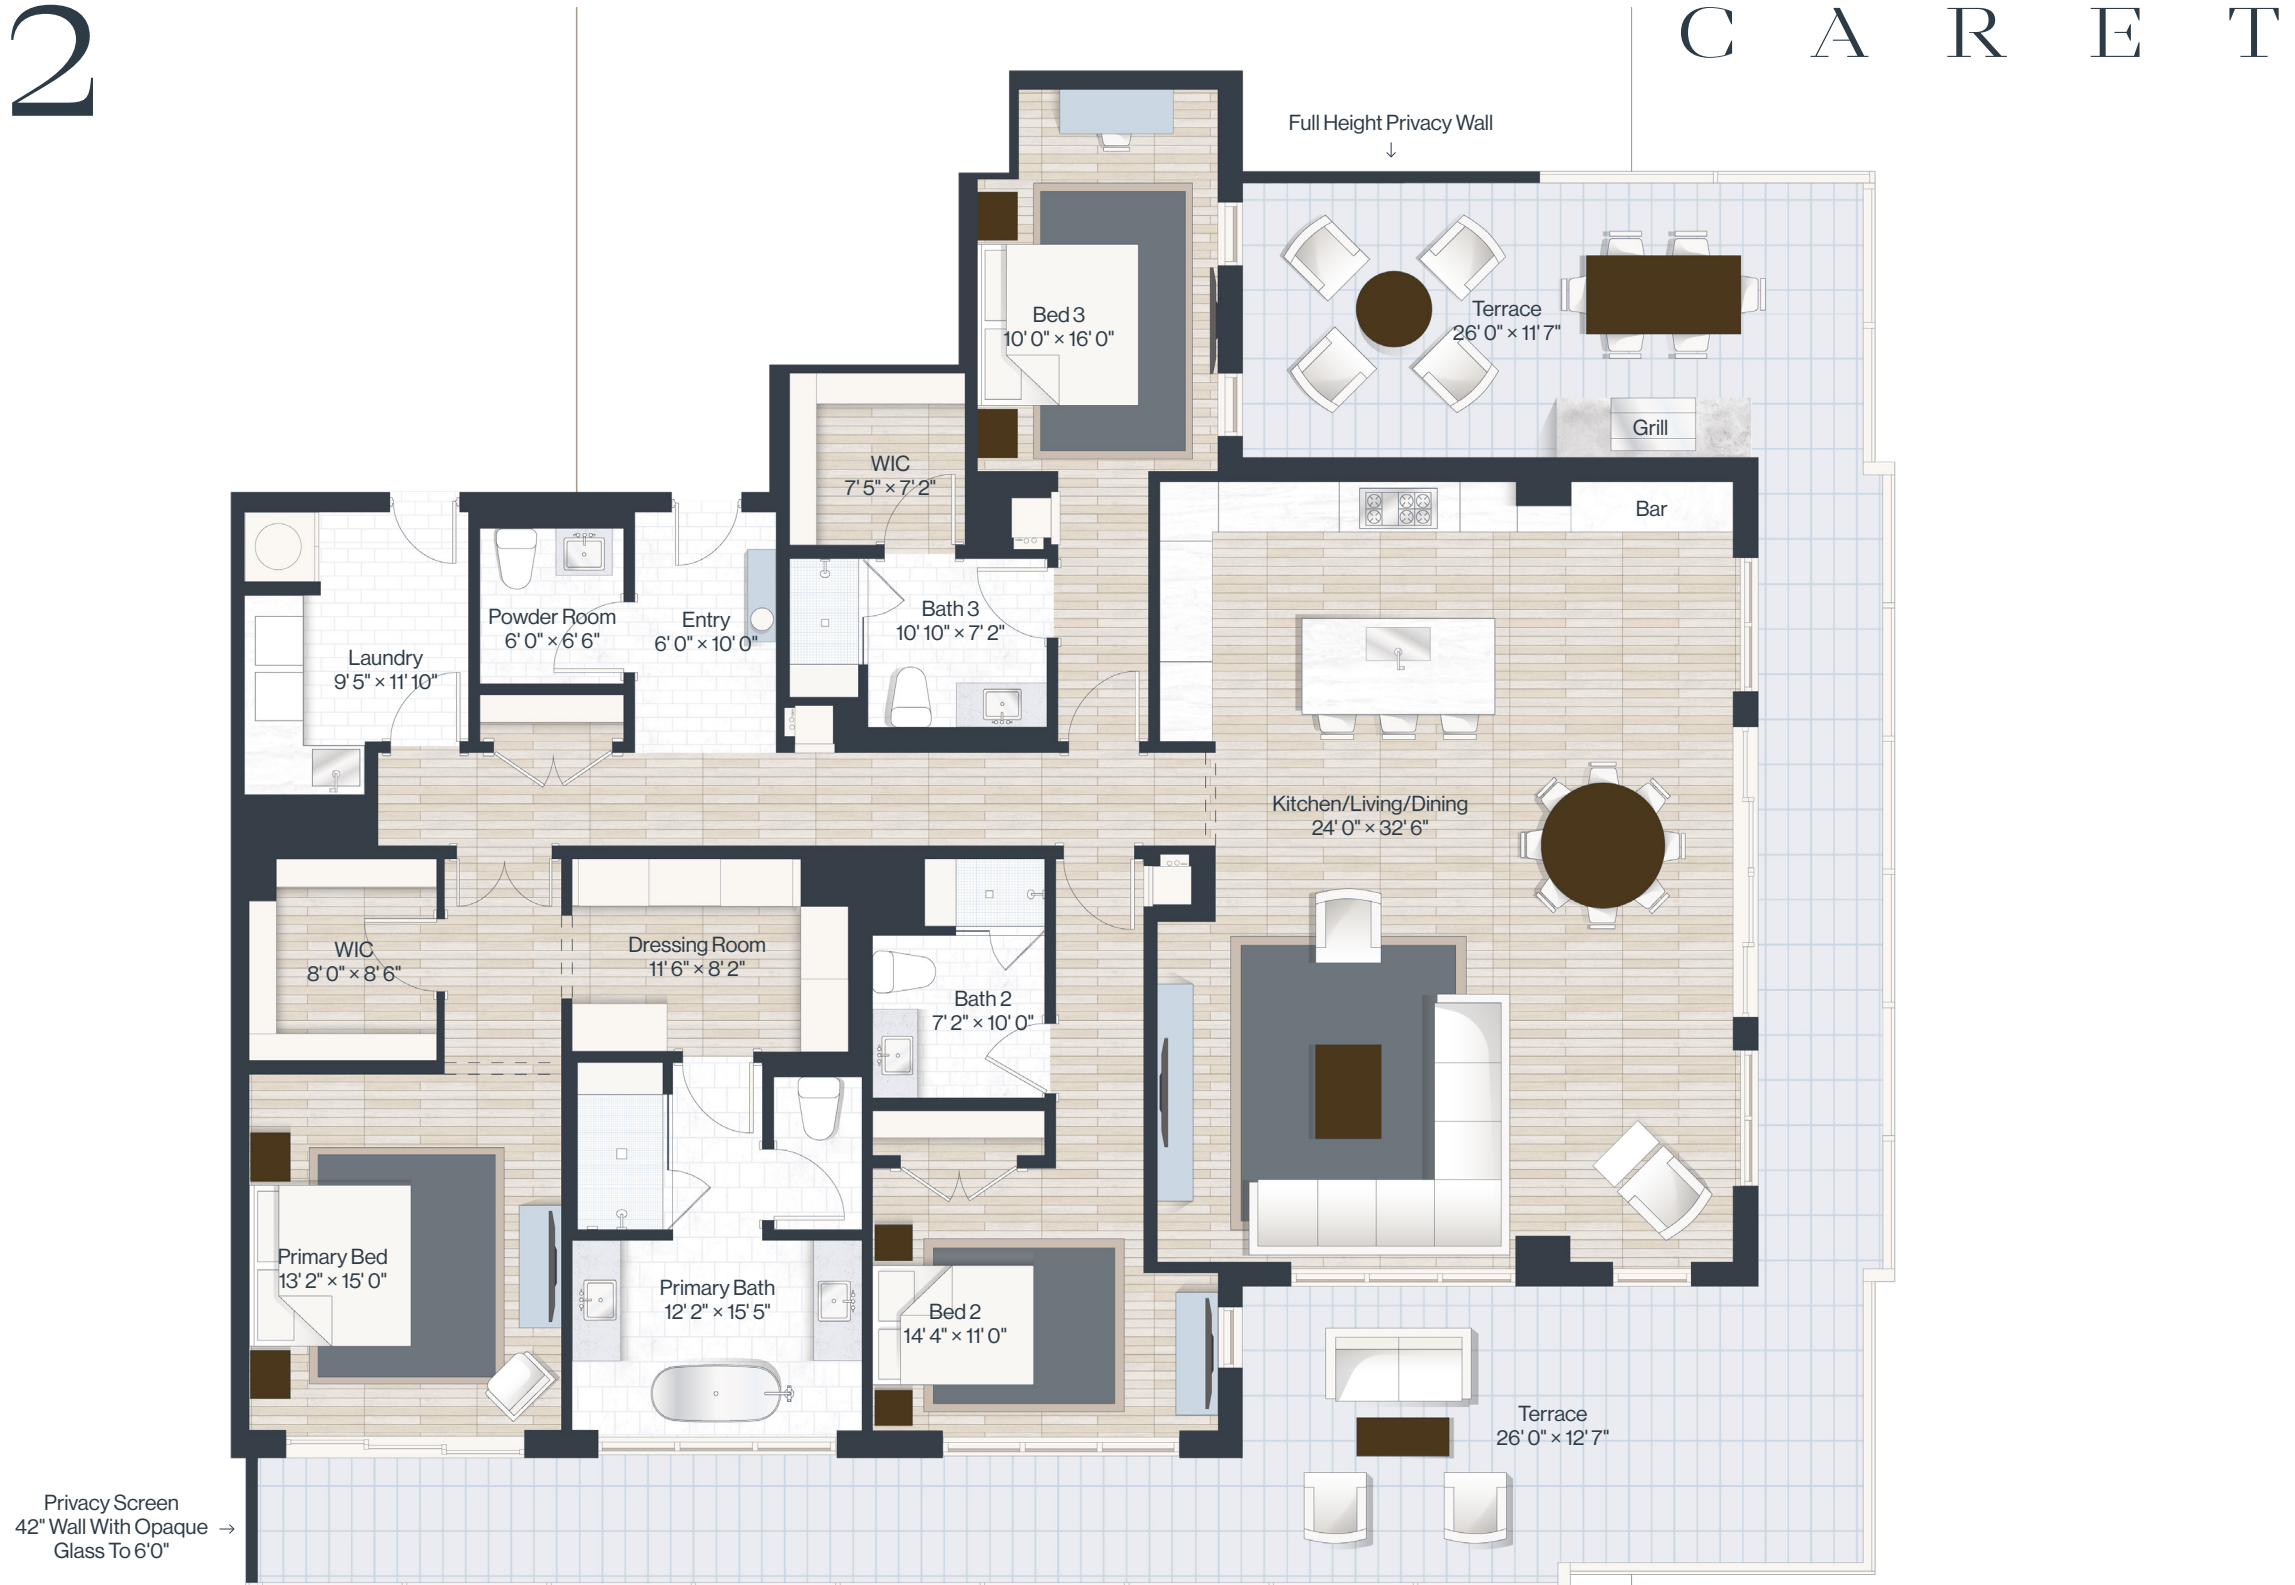 2
CARET
Full Height Privacy Wall
↓
Bed 3
10' 0" × 16' 0"
Terrace
26' 0" × 11' 7"
Grill
WIC
7' 5" × 7' 2"
Bar
Powder Room
6' 0" × 6' 6"
Entry
6' 0" × 10' 0"
Bath 3
10' 10" × 7' 2"
Laundry
9' 5" × 11' 10"
Kitchen/Living/Dining
24' 0" × 32' 6"
WIC
8' 0" × 8' 6"
Dressing Room
11' 6" × 8' 2"
Bath 2
7' 2" × 10' 0"
Primary Bed
13' 2" × 15' 0"
Primary Bath
12' 2" × 15' 5"
Bed 2
14' 4" × 11' 0"
Terrace
26' 0" × 12' 7"
Privacy Screen
42" Wall With Opaque →
Glass To 6'0"